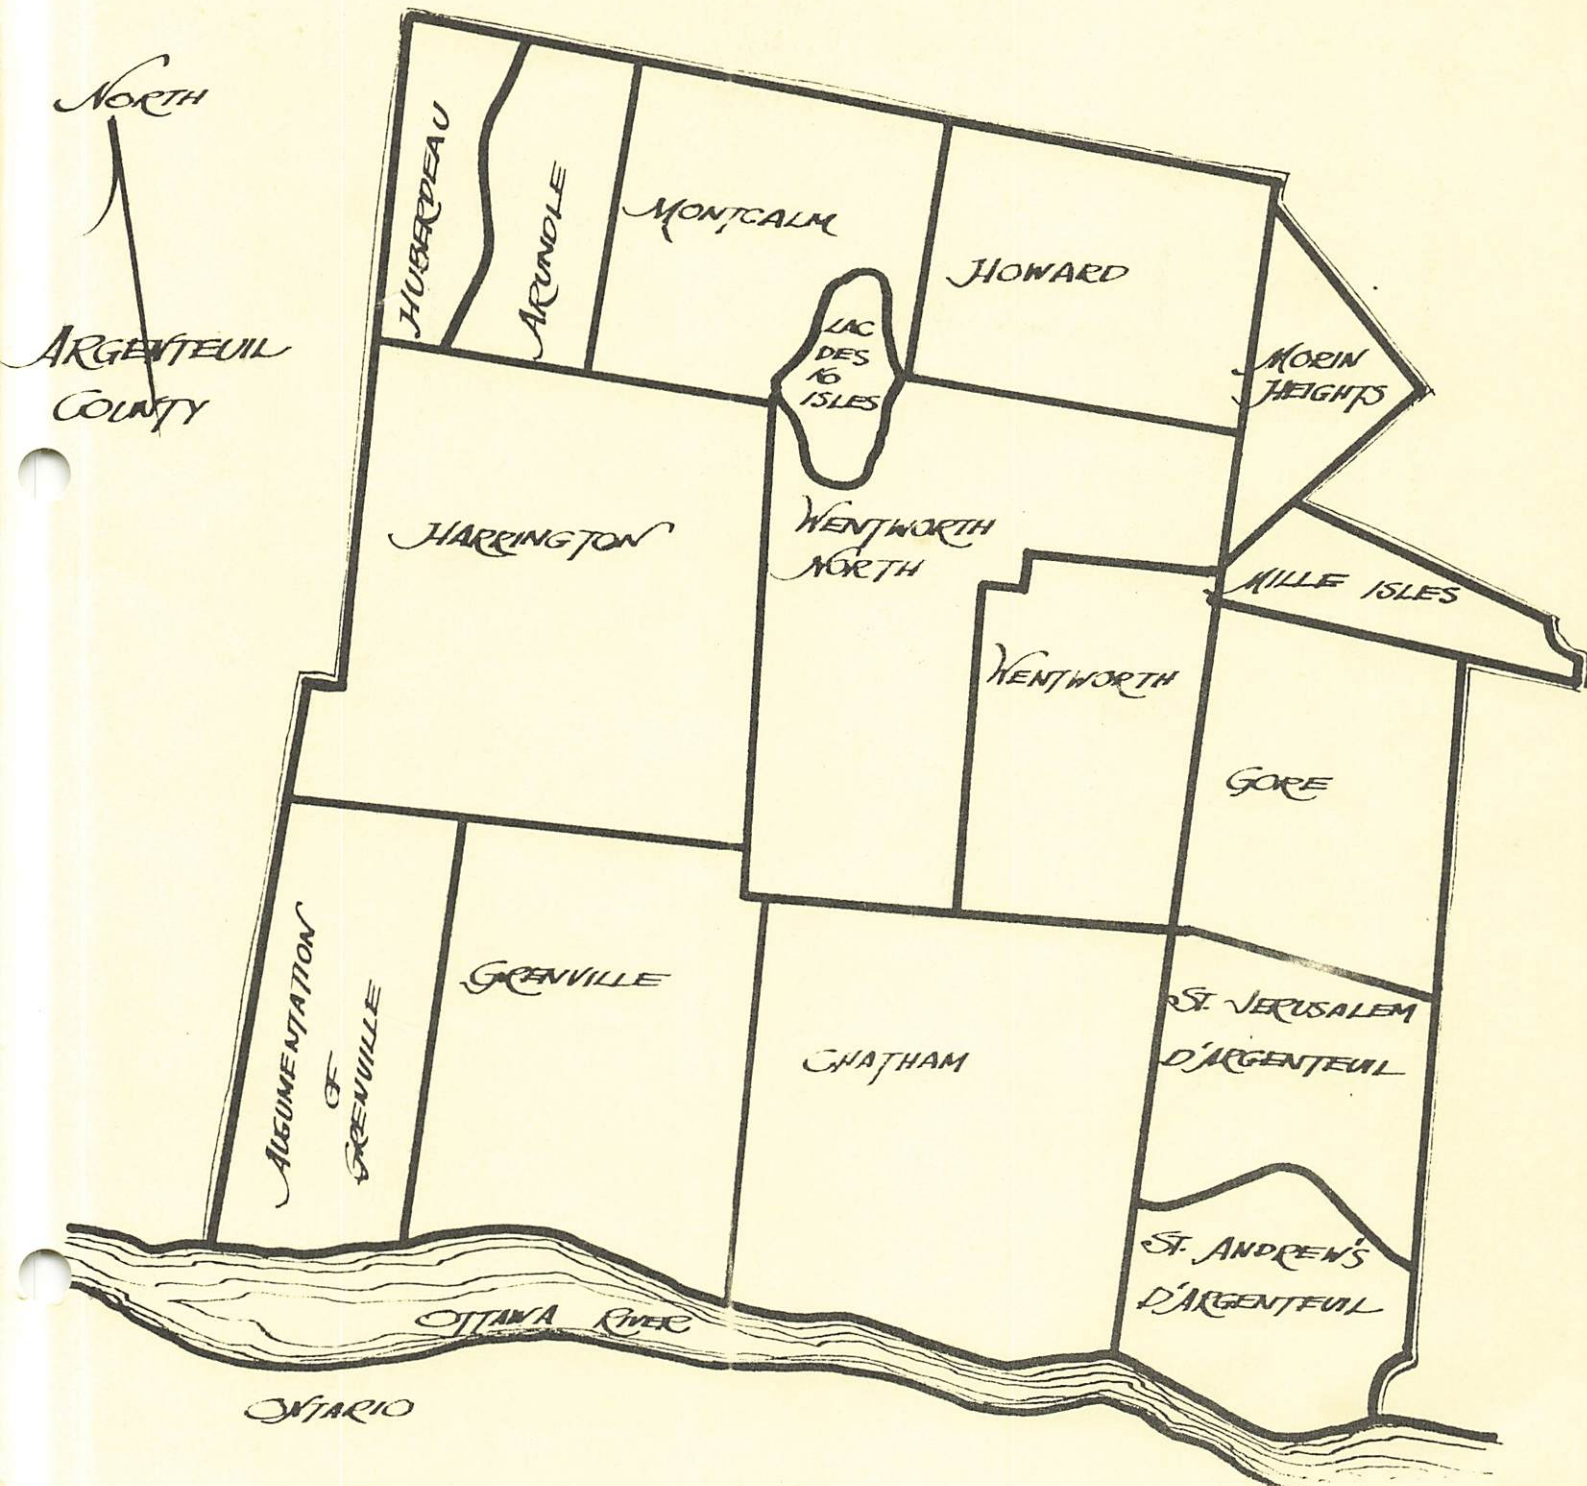 NORTH
ARGENTEUIL
COUNTY
HUBERDEAU
ARUNDLE
MONTCALM
HOWARD
LAC
DES
16
ISLES
MORIN
HEIGHTS
HARRINGTON
WENTWORTH
NORTH
MILLE ISLES
WENTWORTH
GORE
AUGUMENTATION
OF
GRENVILLE
GRENVILLE
CHATHAM
ST. JERUSALEM
D'ARGENTEUIL
ST. ANDREW'S
D'ARGENTEUIL
OTTAWA RIVER
ONTARIO